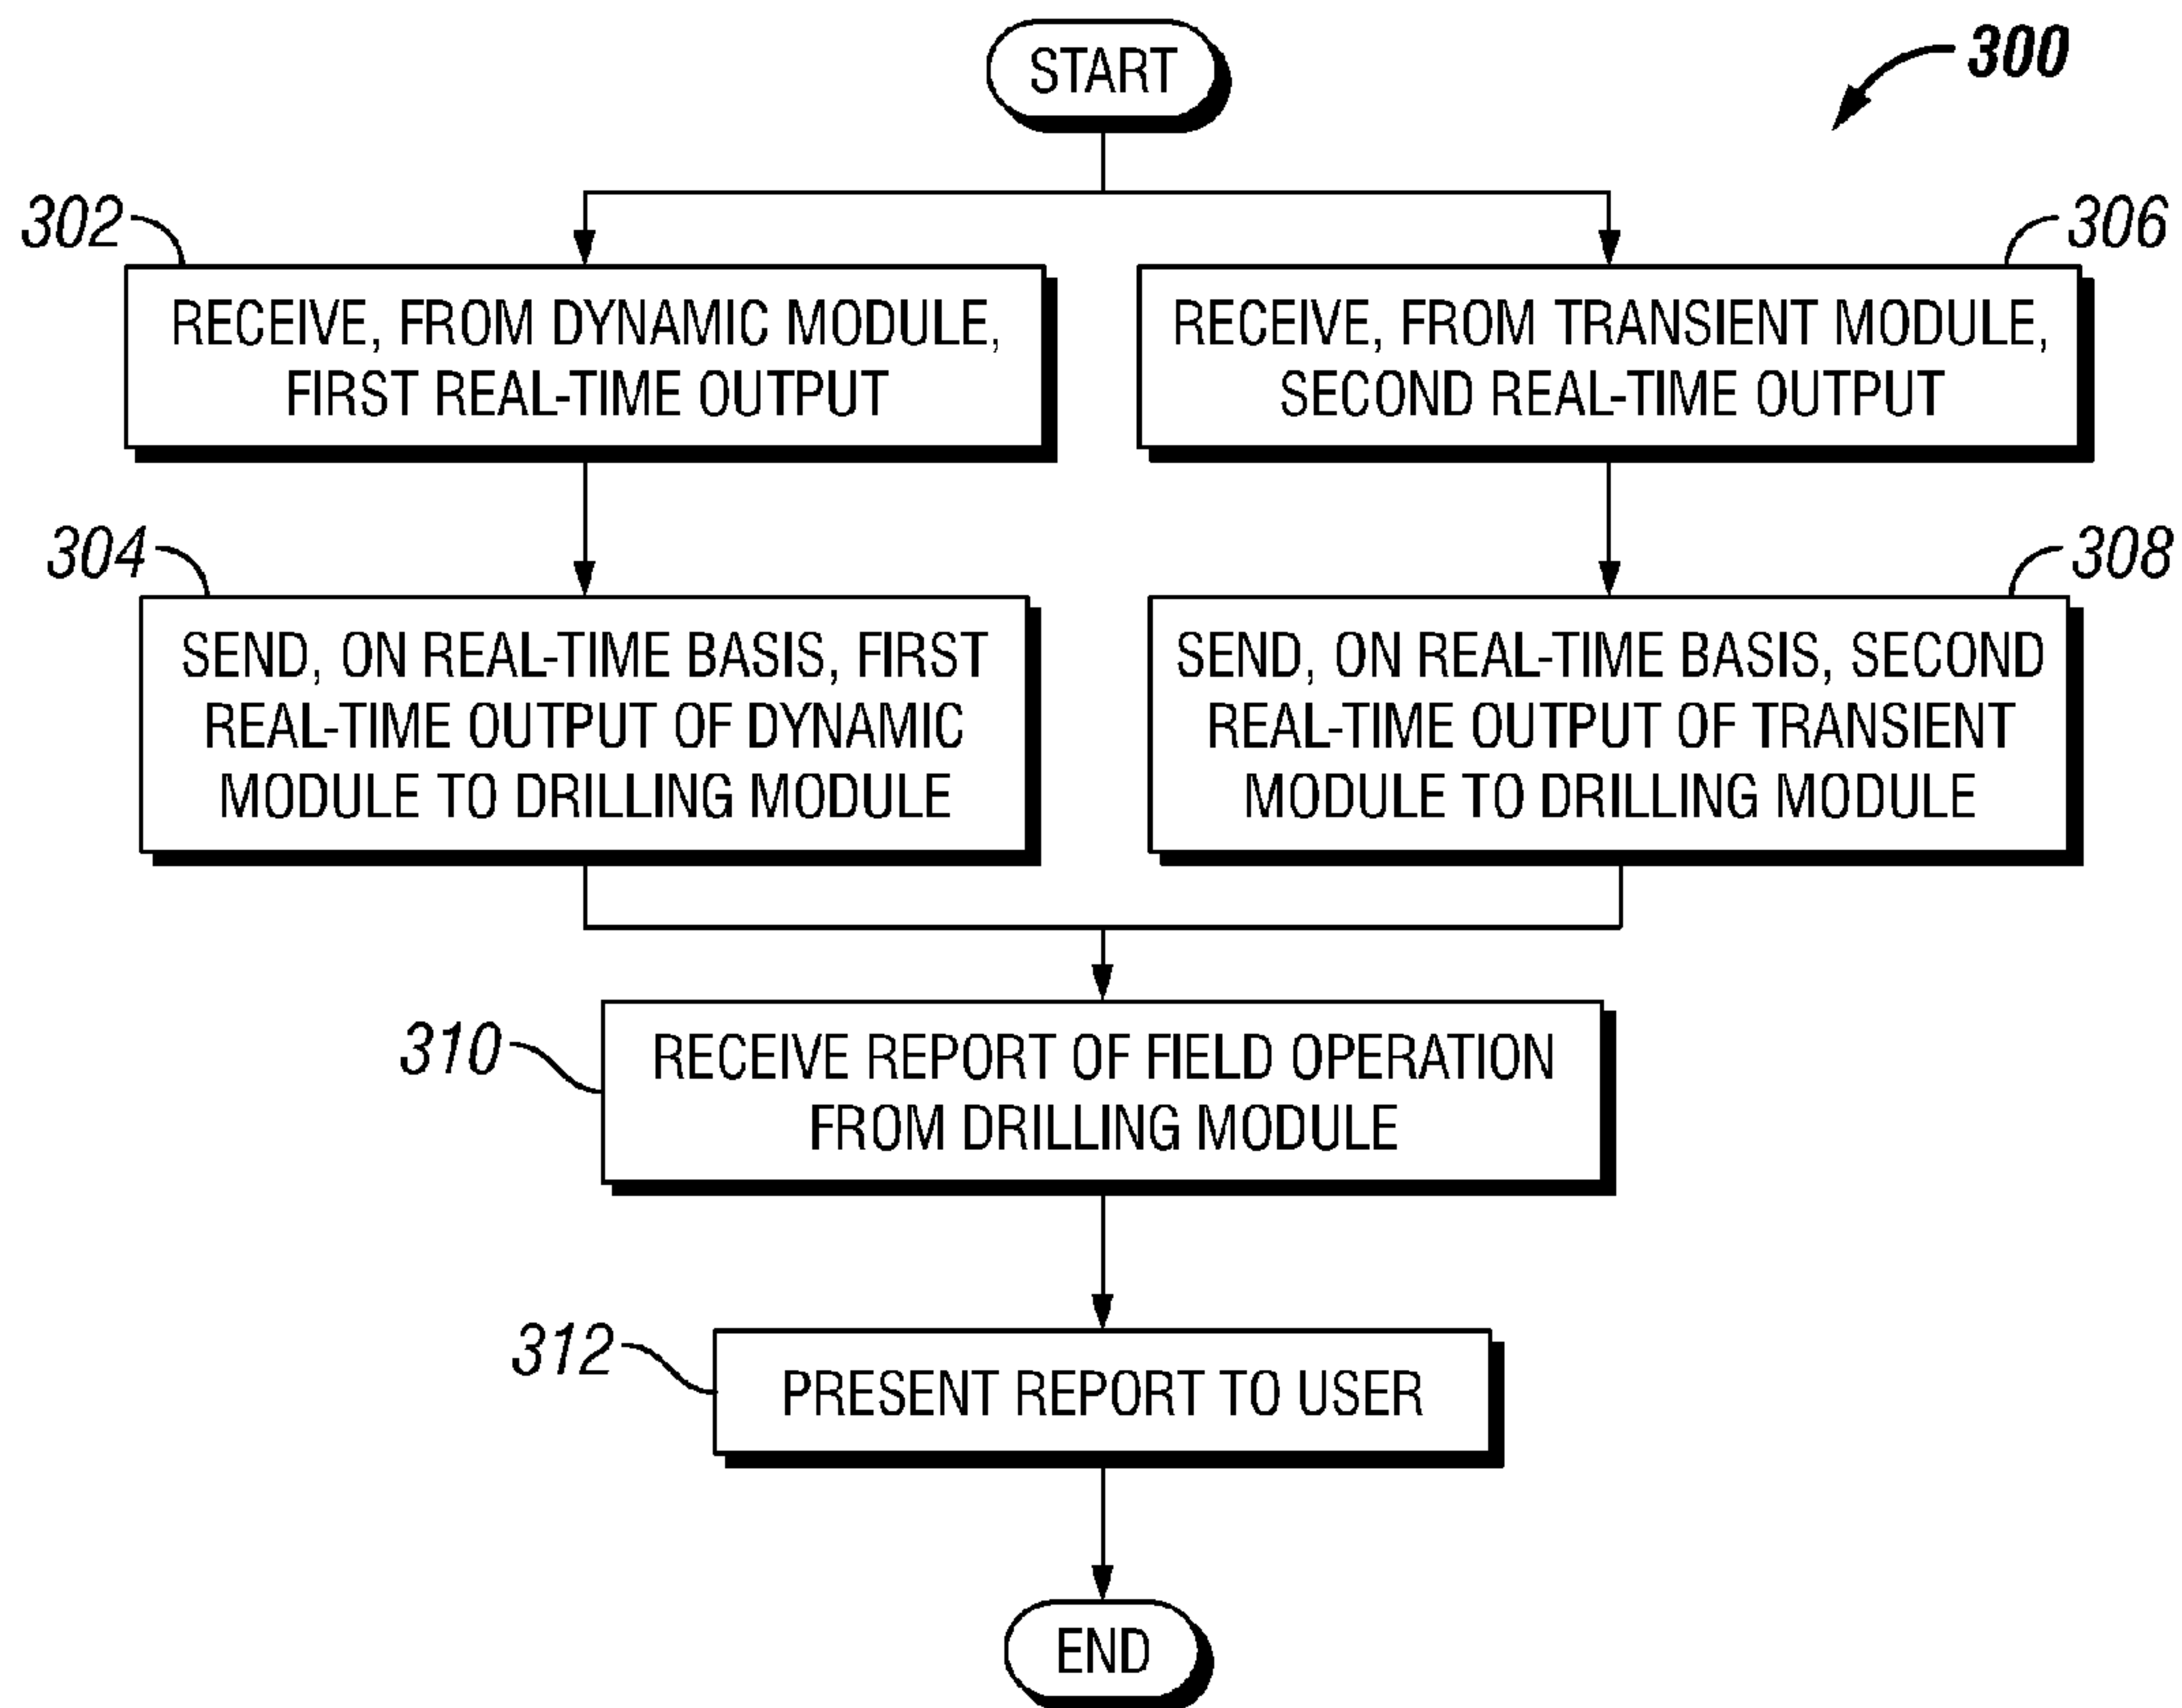 START
300
302
RECEIVE, FROM DYNAMIC MODULE,
FIRST REAL-TIME OUTPUT
306
RECEIVE, FROM TRANSIENT MODULE,
SECOND REAL-TIME OUTPUT
304
SEND, ON REAL-TIME BASIS, FIRST
REAL-TIME OUTPUT OF DYNAMIC
MODULE TO DRILLING MODULE
308
SEND, ON REAL-TIME BASIS, SECOND
REAL-TIME OUTPUT OF TRANSIENT
MODULE TO DRILLING MODULE
310
RECEIVE REPORT OF FIELD OPERATION
FROM DRILLING MODULE
312
PRESENT REPORT TO USER
END